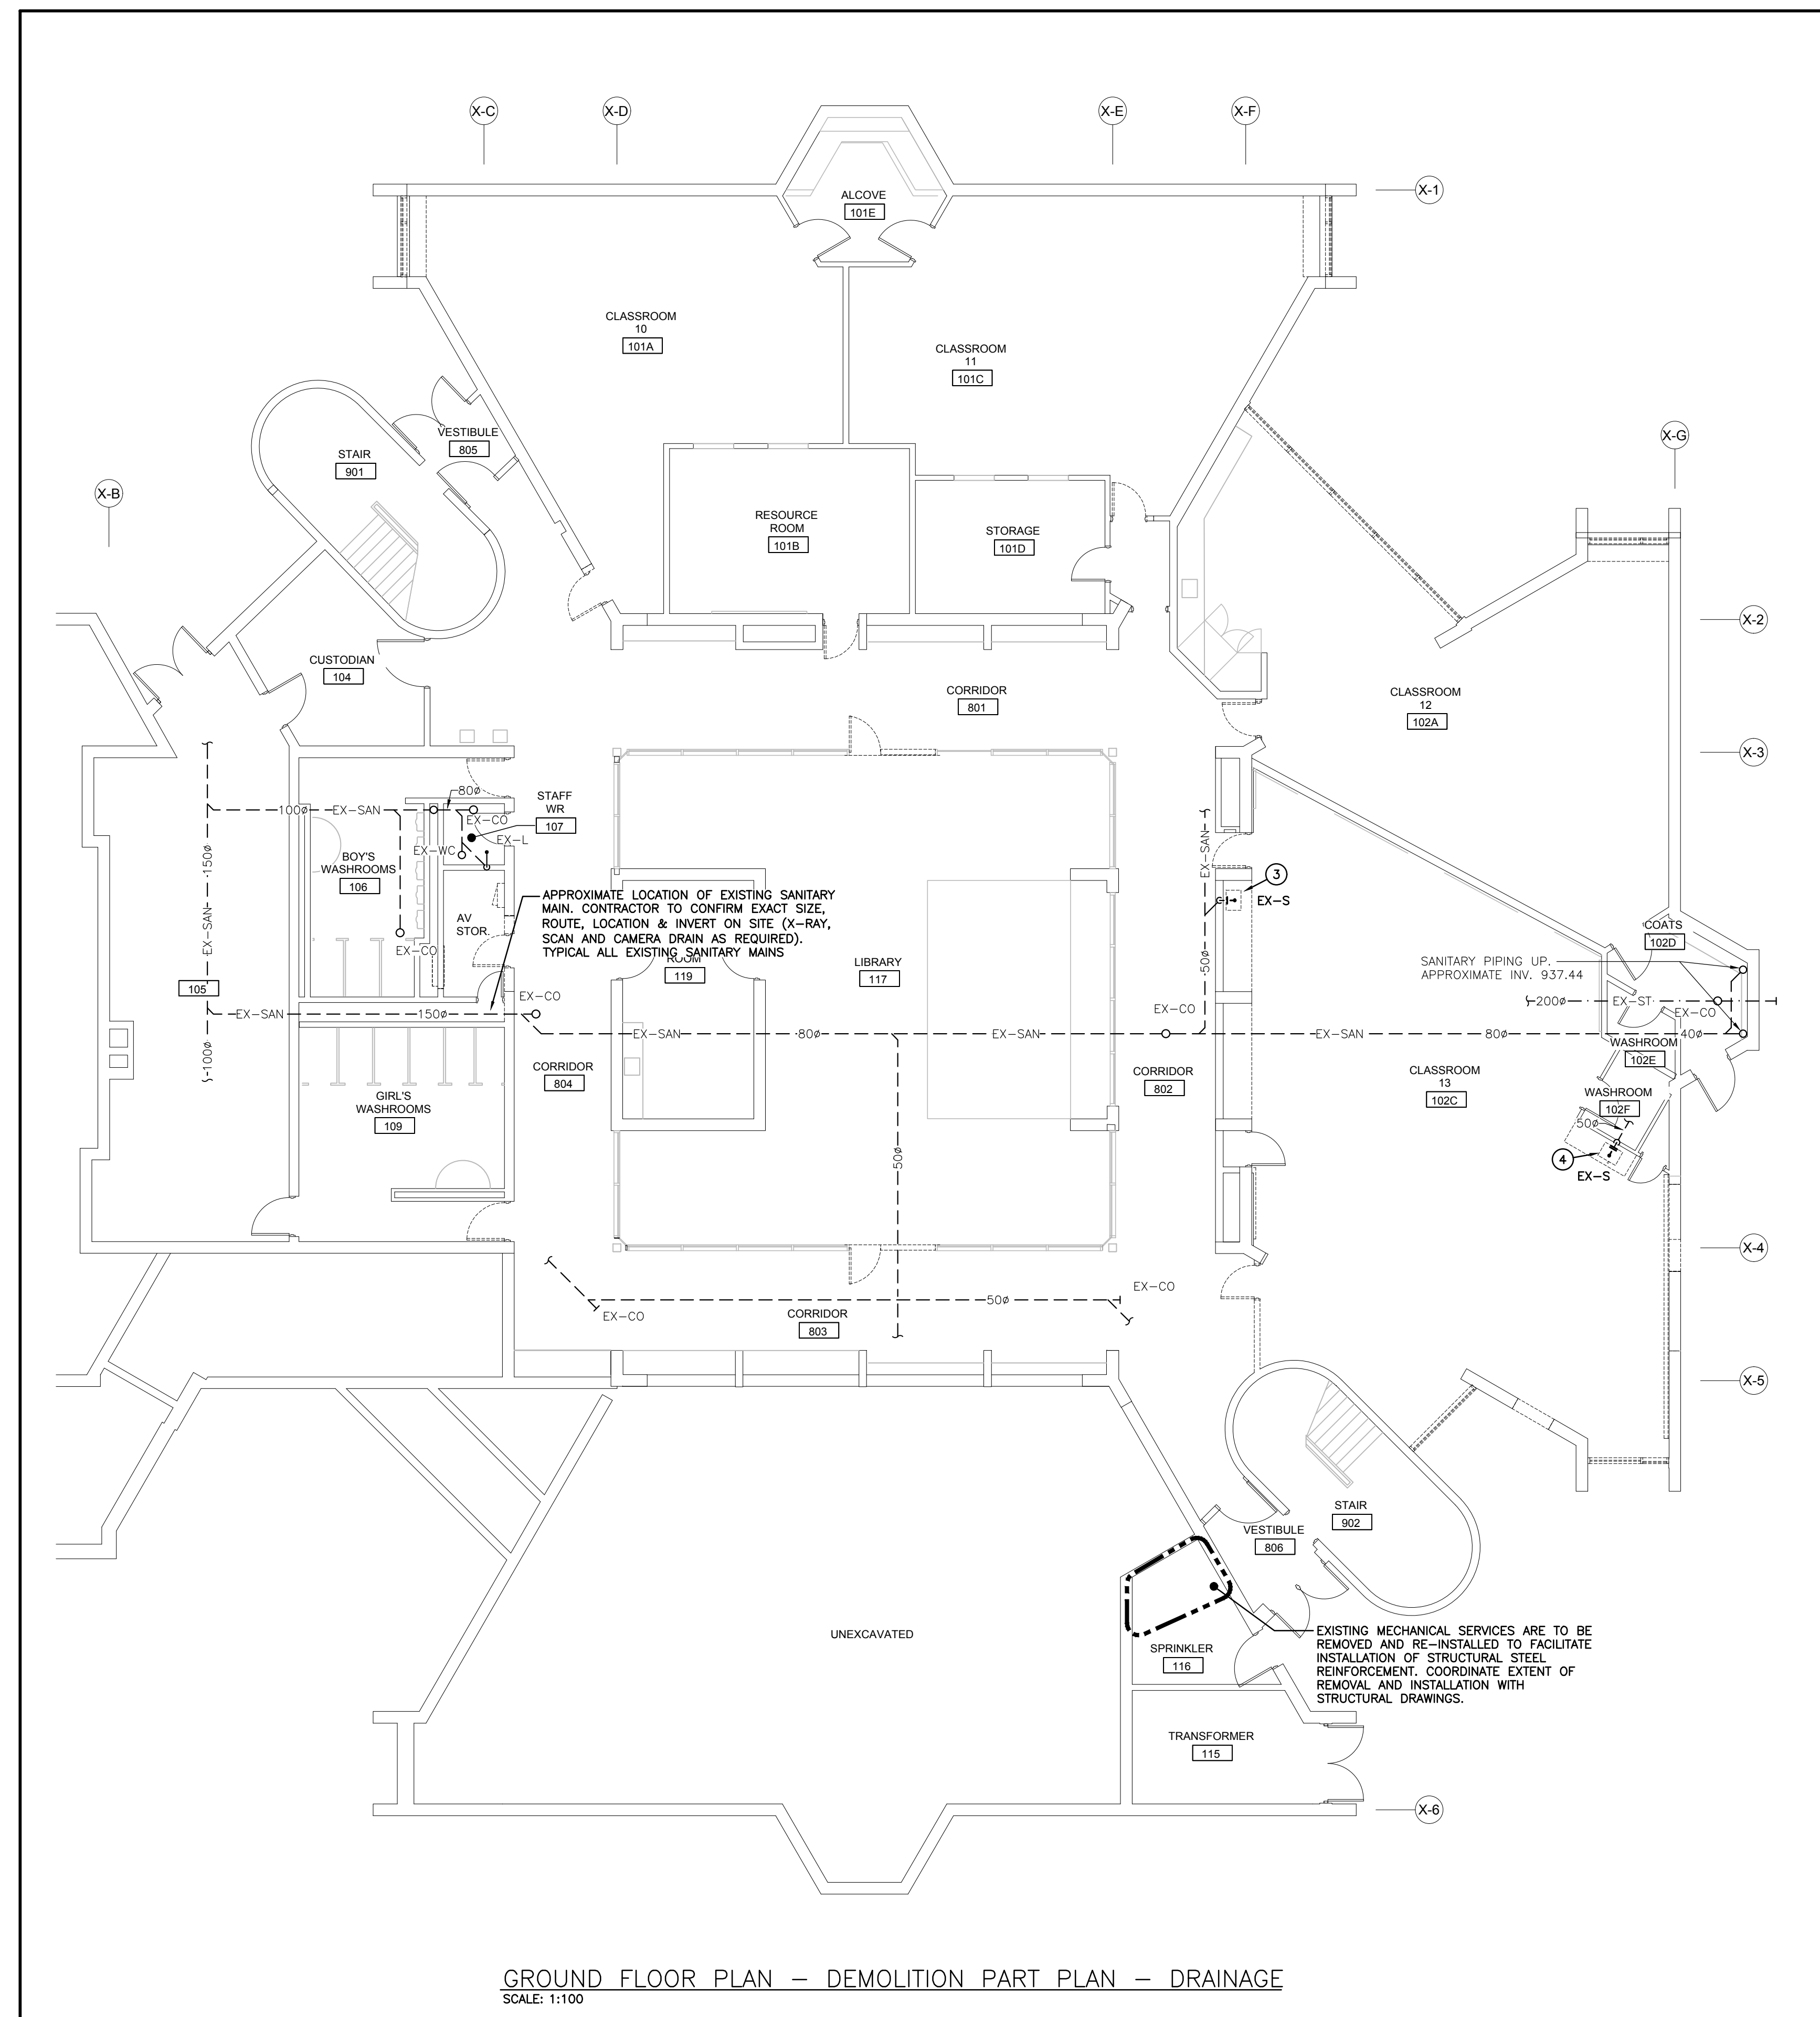 X-C
X-D
X-E
X-F
X-1
ALCOVE
101E
CLASSROOM
10
101A
CLASSROOM
11
101C
VESTIBULE
805
STAIR
901
X-G
X-B
RESOURCE
ROOM
101B
STORAGE
101D
X-2
CUSTODIAN
104
CORRIDOR
801
CLASSROOM
12
102A
X-3
80ø
STAFF
WR
107
100ø
EX-SAN
EX-CO
EX-L
EX-WC
BOY'S
WASHROOMS
106
150ø
EX-SAN
EX-SAN
3
EX-S
APPROXIMATE LOCATION OF EXISTING SANITARY
MAIN. CONTRACTOR TO CONFIRM EXACT SIZE,
ROUTE, LOCATION & INVERT ON SITE (X-RAY,
SCAN AND CAMERA DRAIN AS REQUIRED).
TYPICAL ALL EXISTING SANITARY MAINS
AV
STOR.
EX-CO
ROOM
119
LIBRARY
117
50ø
COATS
102D
SANITARY PIPING UP.
APPROXIMATE INV. 937.44
105
EX-CO
200ø
EX-ST
EX-CO
EX-CO
EX-SAN
150ø
EX-SAN
80ø
EX-SAN
EX-SAN
80ø
40ø
100ø
WASHROOM
102E
CORRIDOR
804
CORRIDOR
802
CLASSROOM
13
102C
GIRL'S
WASHROOMS
109
WASHROOM
102F
50ø
50ø
4
EX-S
X-4
EX-CO
50ø
EX-CO
CORRIDOR
803
X-5
STAIR
902
VESTIBULE
806
UNEXCAVATED
EXISTING MECHANICAL SERVICES ARE TO BE
REMOVED AND RE-INSTALLED TO FACILITATE
INSTALLATION OF STRUCTURAL STEEL
REINFORCEMENT. COORDINATE EXTENT OF
REMOVAL AND INSTALLATION WITH
STRUCTURAL DRAWINGS.
SPRINKLER
116
TRANSFORMER
115
X-6
GROUND FLOOR PLAN - DEMOLITION PART PLAN - DRAINAGE
SCALE: 1:100